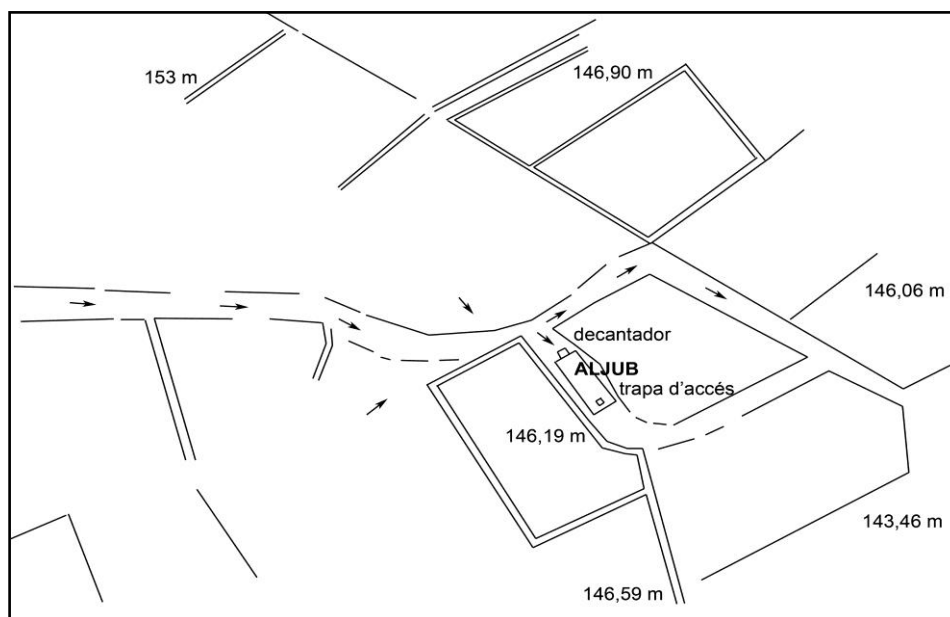 153 m
146,90 m
146,06 m
decantador
ALJUB
trapa d'accés
146,19 m
143,46 m
146,59 m